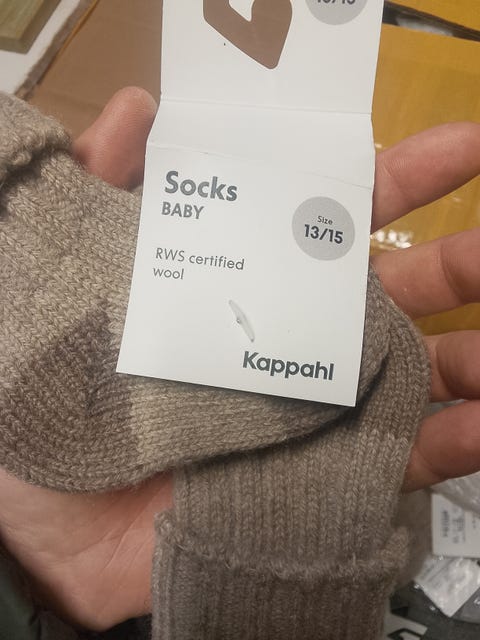 Socks
BABY
Size
13/15
RWS certified
wool
Kappahl